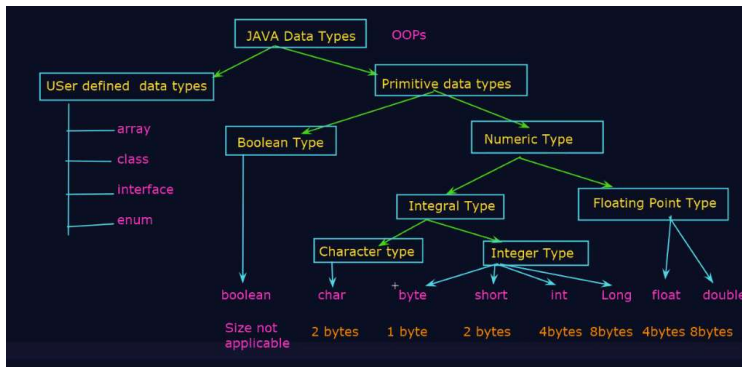 JAVA Data Types
OOPs
USer defined data types
Primitive data types
array
class
interface
enum
Boolean Type
Numeric Type
Integral Type
Floating Point Type
Character type
Integer Type
boolean char byte short int Long float double
Size not applicable 2 bytes 1 byte 2 bytes 4bytes 8bytes 4bytes 8bytes